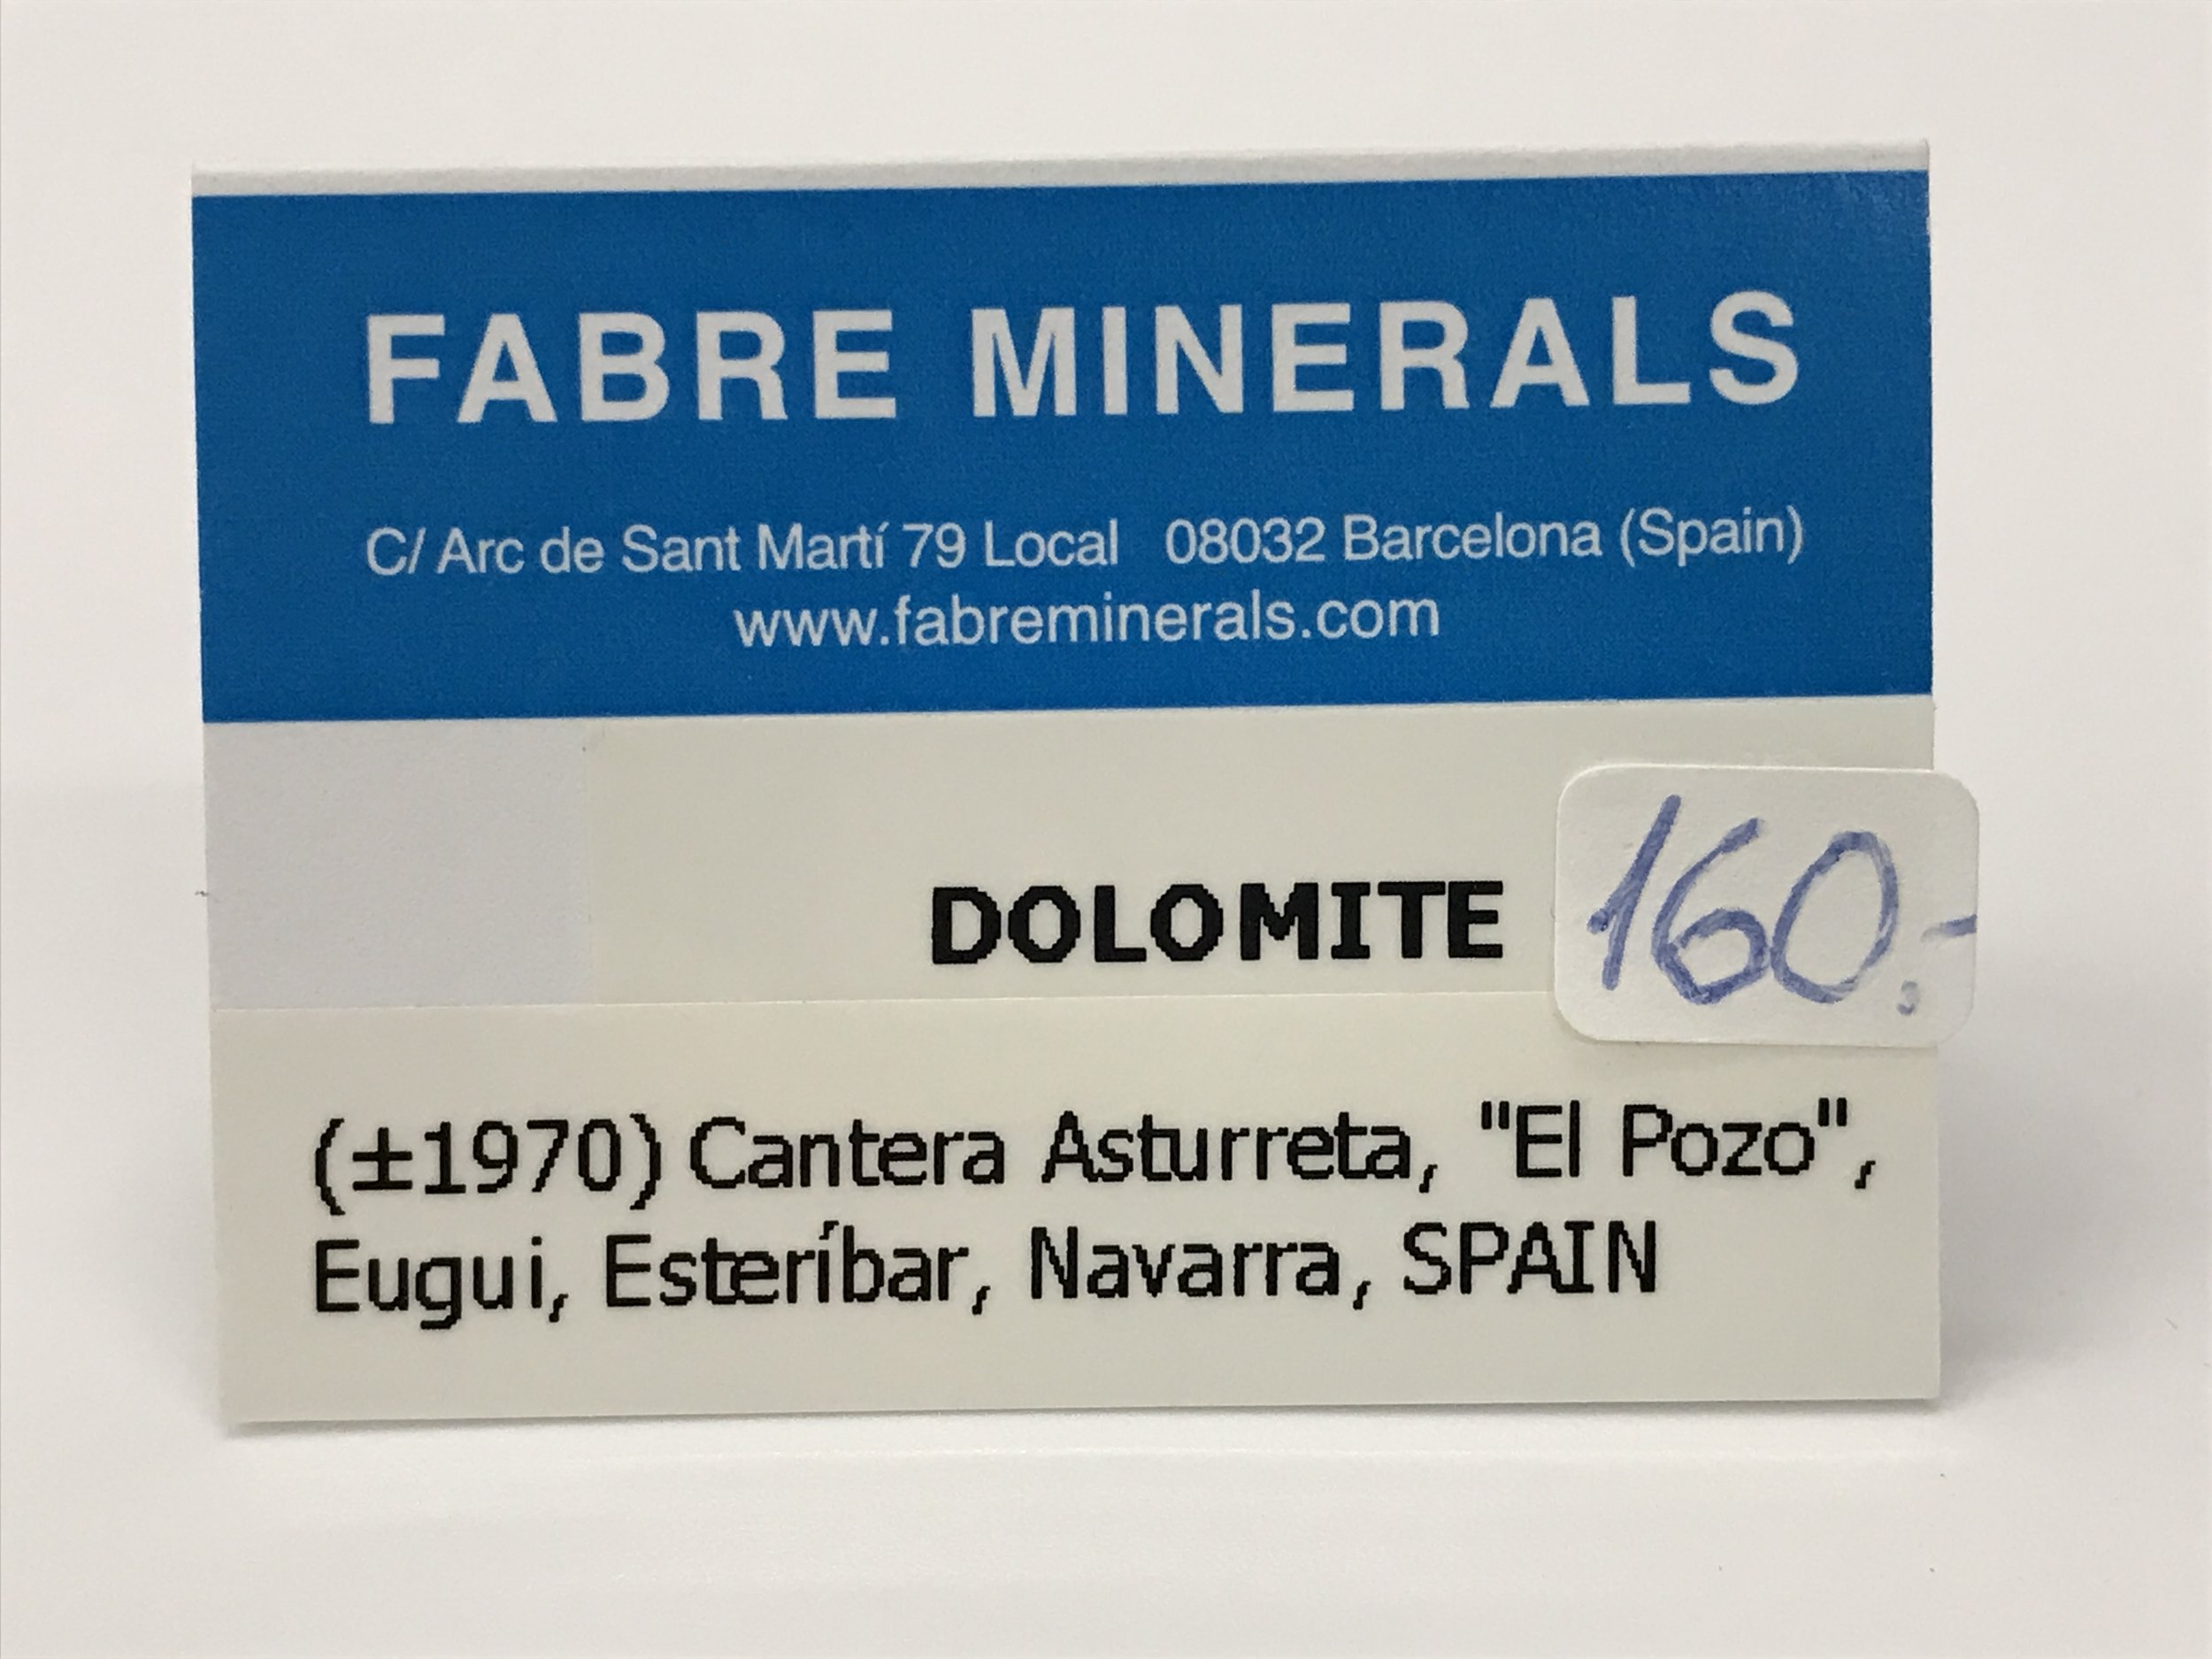 FABRE MINERALS
C/ Arc de Sant Martí 79 Local 08032 Barcelona (Spain)
www.fabreminerals.com
DOLOMITE
160.-
(±1970) Cantera Asturreta, "El Pozo",
Eugui, Esteríbar, Navarra, SPAIN